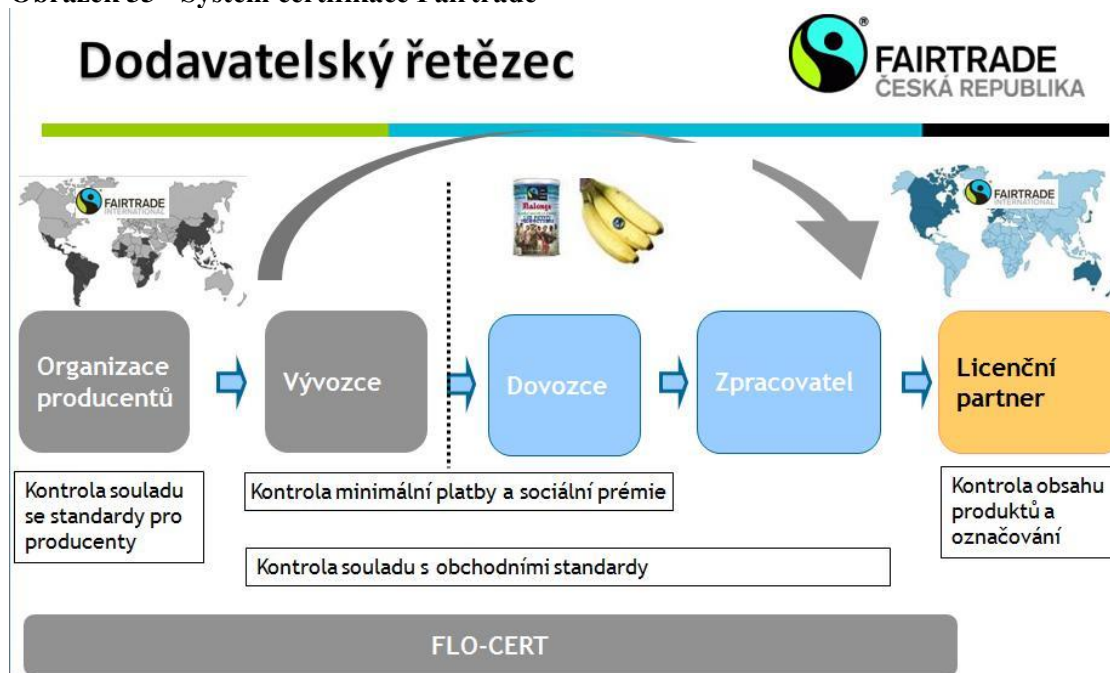 Obrázek 35 - Systém certifikace Fairtrade
Dodavatelský řetězec
FAIRTRADE
ČESKÁ REPUBLIKA
FAIRTRADE
INTERNATIONAL
FAIRTRADE
INTERNATIONAL
Organizace
producentů
Vývozce
Dovozce
Zpracovatel
Licenční
partner
Kontrola souladu
se standardy pro
producenty
Kontrola minimální platby a sociální prémie
Kontrola obsahu
produktů a
označování
Kontrola souladu s obchodními standardy
FLO-CERT